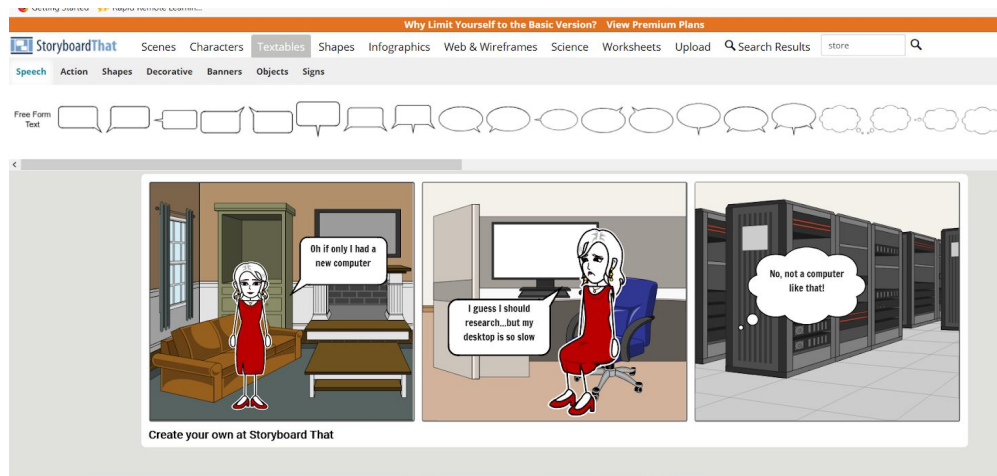 Why Limit Yourself to the Basic Version? View Premium Plans
StoryboardThat Scenes Characters Textables Shapes Infographics Web & Wireframes Science Worksheets Upload Search Results store
Speech Action Shapes Decorative Banners Objects Signs
Free Form
Text
Oh if only I had a
new computer
I guess I should
research...but my
desktop is so slow
No, not a computer
like that!
Create your own at Storyboard That